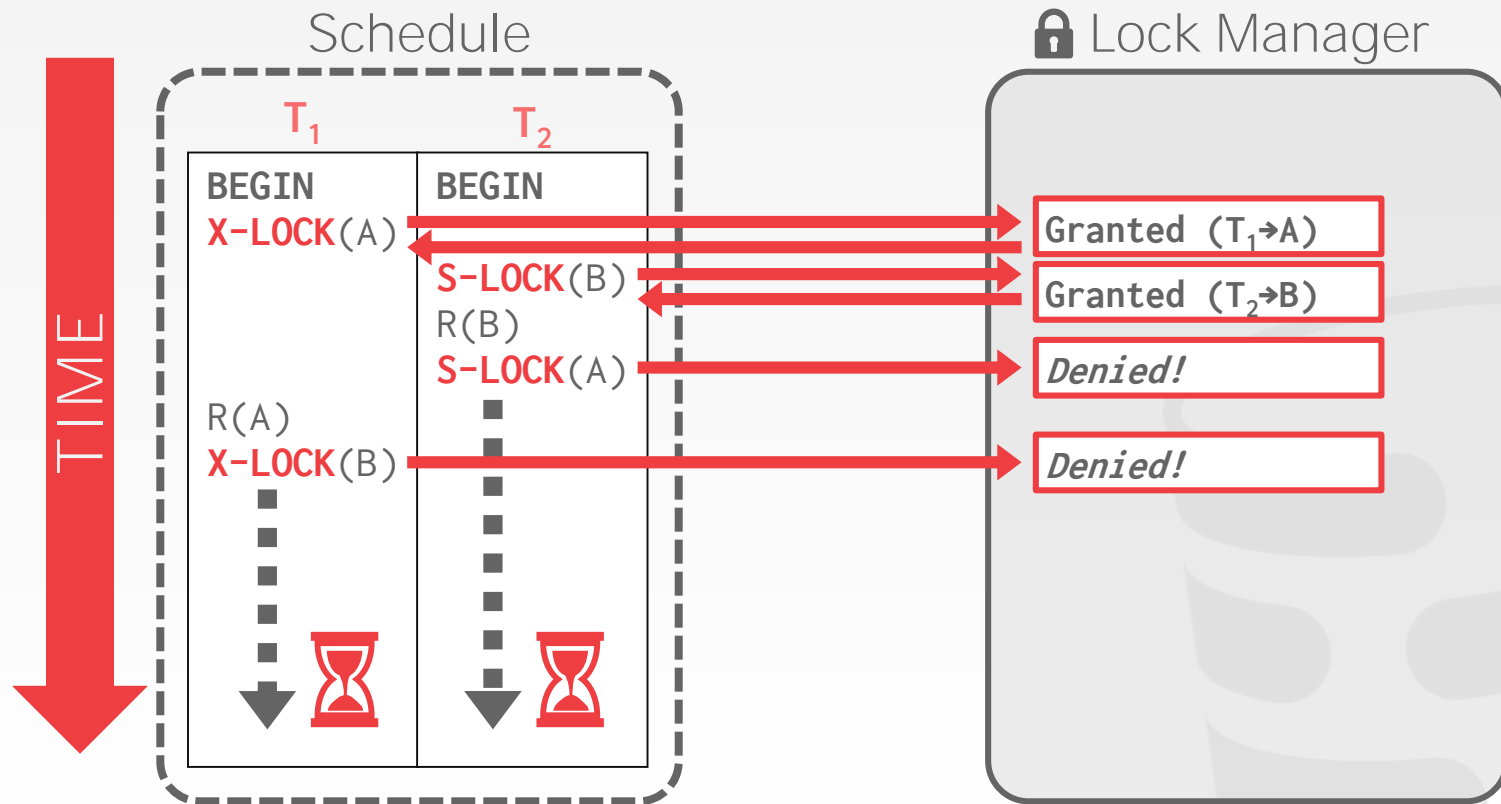 Schedule
Lock Manager
TIME
T₁ T₂
BEGIN BEGIN
X-LOCK(A)
Granted (T₁→A)
S-LOCK(B)
Granted (T₂→B)
R(B)
S-LOCK(A)
Denied!
R(A)
X-LOCK(B)
Denied!